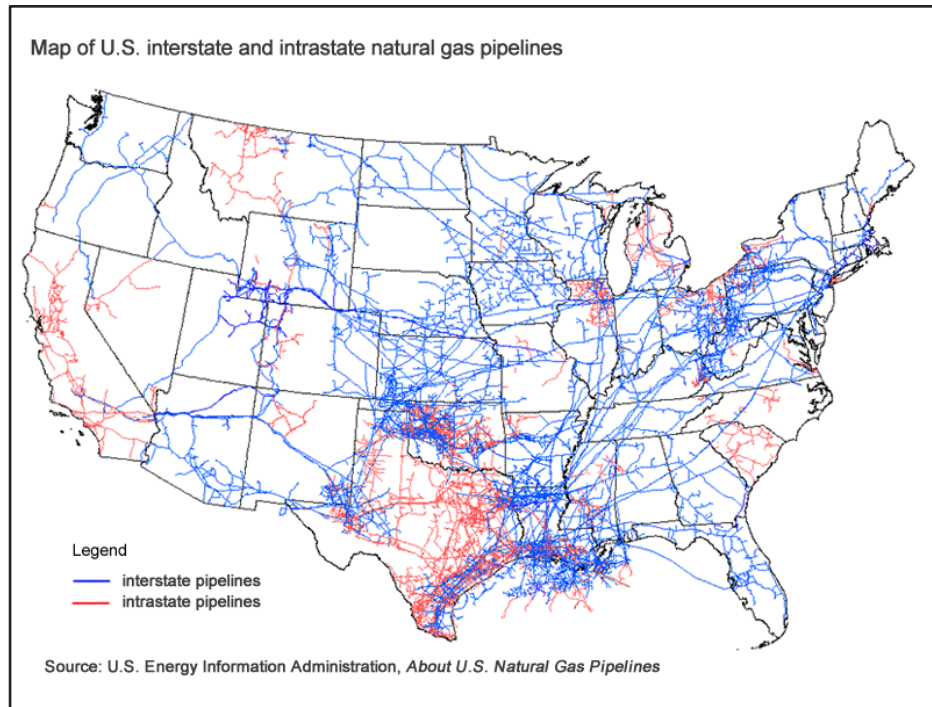 Map of U.S. interstate and intrastate natural gas pipelines
Legend
interstate pipelines
intrastate pipelines
Source: U.S. Energy Information Administration, About U.S. Natural Gas Pipelines